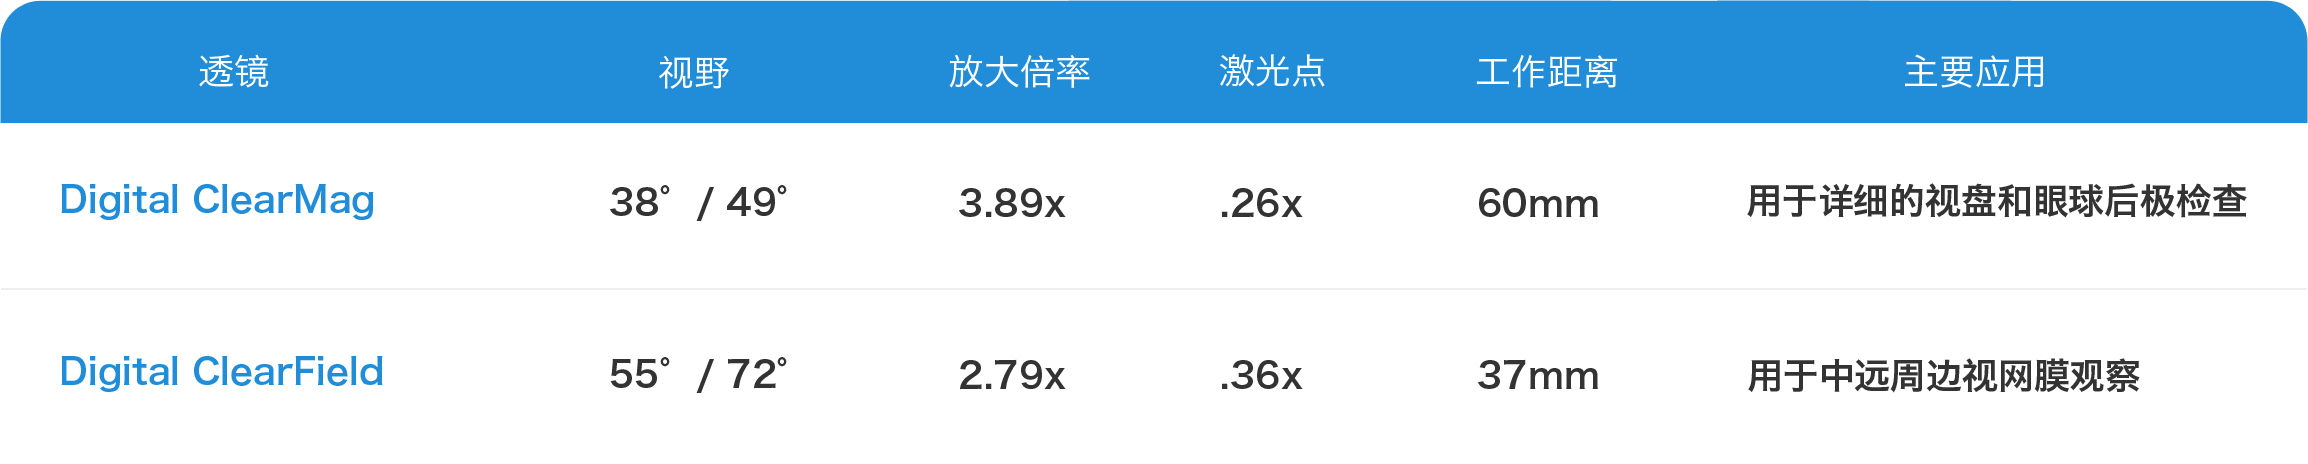 透镜 视野 放大倍率 激光点 工作距离 主要应用
Digital ClearMag 38° / 49° 3.89x .26x 60mm 用于详细的视盘和眼球后极检查
Digital ClearField 55° / 72° 2.79x .36x 37mm 用于中远周边视网膜观察